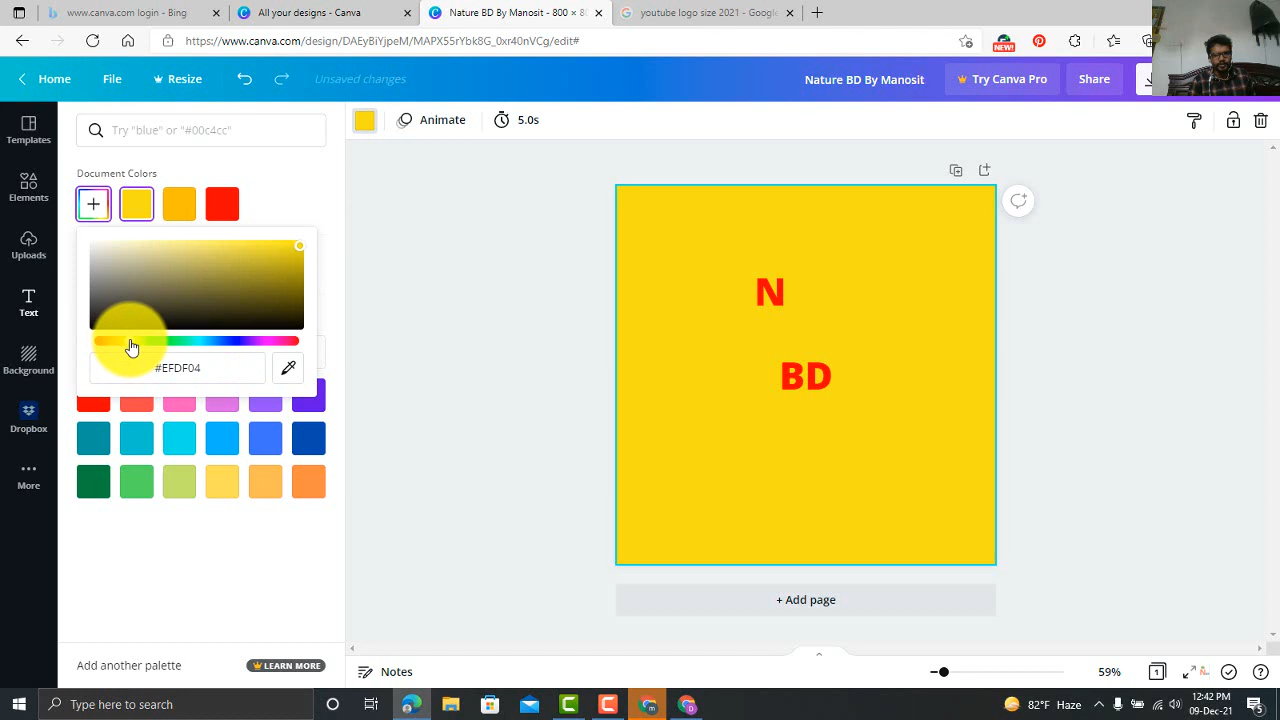 www.canva.com login - Bing
All your designs - Canva
Nature BD By Manosit - 800 × 80
youtube logo size 2021 - Google
https://www.canva.com/design/DAEyBiYjpeM/MAPX55rYbk8G_0xr40nVCg/edit#
NEW!
Home
File
Resize
Unsaved changes
Nature BD By Manosit
Try Canva Pro
Share
Templates
Elements
Uploads
Text
Background
Dropbox
More
Try "blue" or "#00c4cc"
Document Colors
#EFDF04
Add another palette
LEARN MORE
Animate
5.0s
N
BD
+ Add page
Notes
59%
1
Type here to search
82°F Haze
12:42 PM
09-Dec-21
5